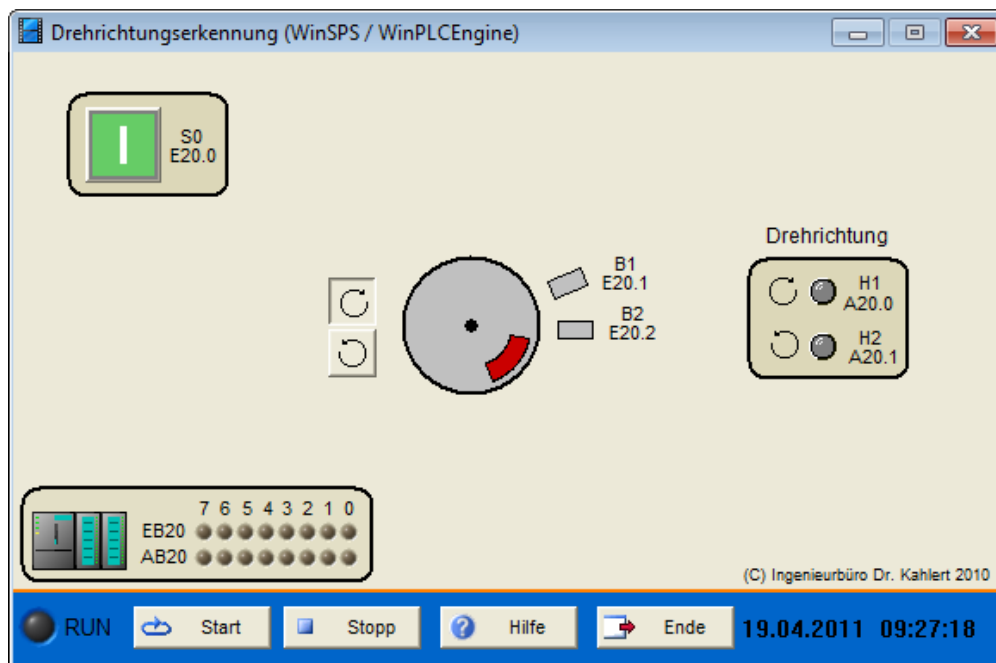 Drehrichtungserkennung (WinSPS / WinPLCEngine)
S0
E20.0
B1
E20.1
B2
E20.2
Drehrichtung
H1
A20.0
H2
A20.1
7 6 5 4 3 2 1 0
EB20
AB20
(C) Ingenieurbüro Dr. Kahlert 2010
RUN Start Stopp Hilfe Ende 19.04.2011 09:27:18